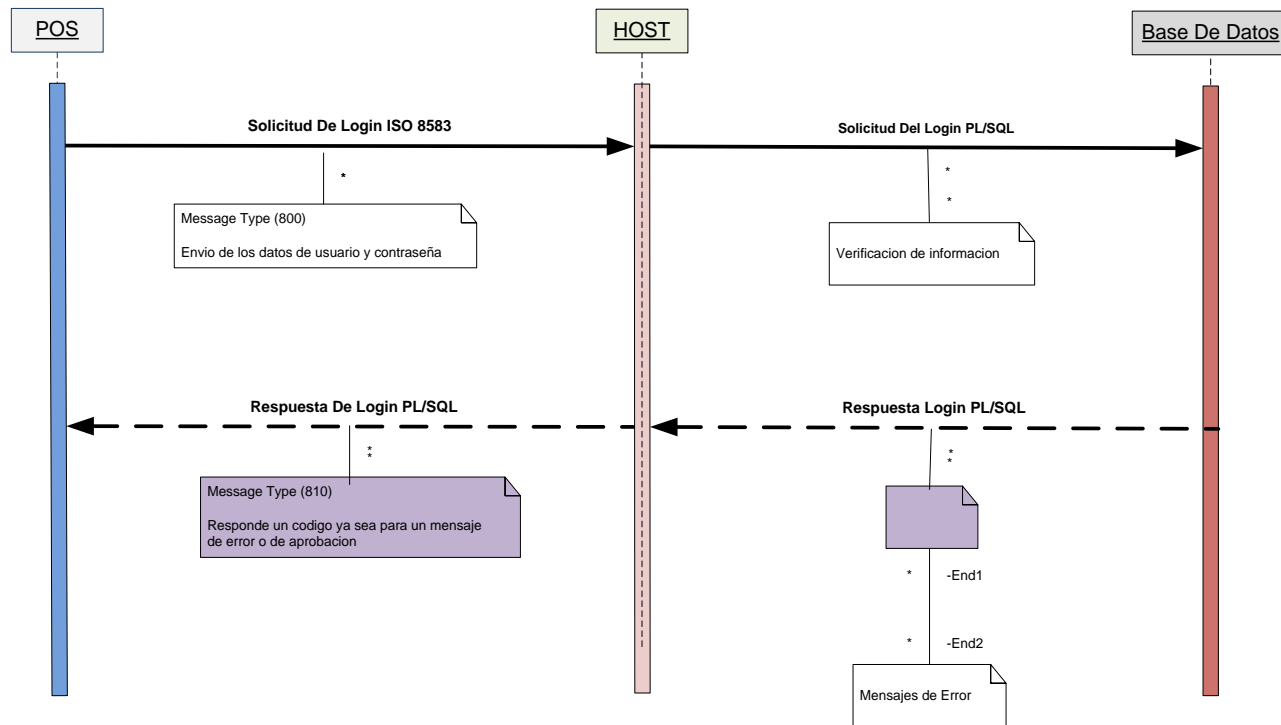 POS
HOST
Base De Datos
Solicitud De Login ISO 8583
Solicitud Del Login PL/SQL
*
*
*
Message Type (800)
Envio de los datos de usuario y contraseña
Verificacion de informacion
Respuesta De Login PL/SQL
Respuesta Login PL/SQL
*
*
*
*
Message Type (810)
Responde un codigo ya sea para un mensaje
de error o de aprobacion
* -End1
* -End2
Mensajes de Error